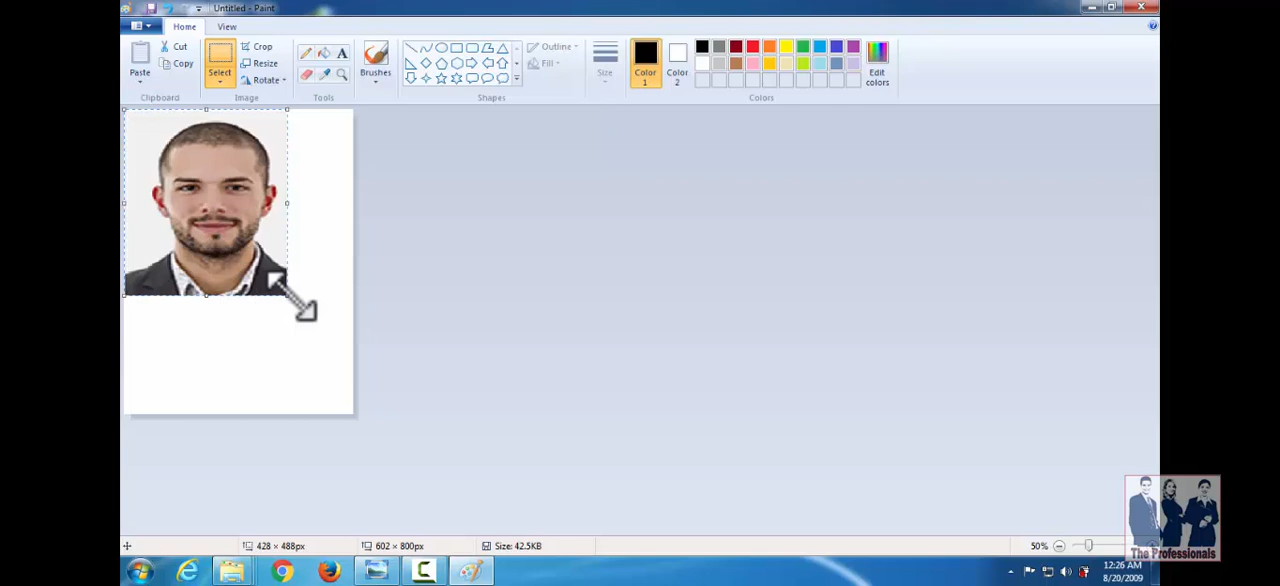 Untitled - Paint
Home
View
Paste
Cut
Copy
Clipboard
Select
Crop
Resize
Rotate
Image
A
Tools
Brushes
Outline
Fill
Shapes
Size
Color
1
Color
2
Edit
colors
Colors
428 × 488px
602 × 800px
Size: 42.5KB
50%
The Professionals
12:26 AM
8/20/2009